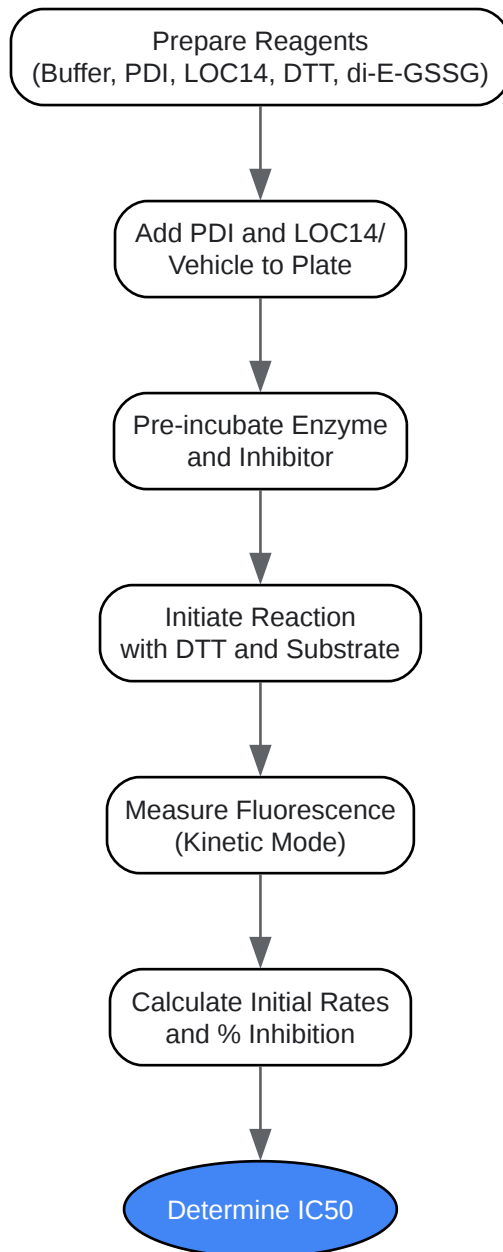 Prepare Reagents
(Buffer, PDI, LOC14, DTT, di-E-GSSG)
Add PDI and LOC14/
Vehicle to Plate
Pre-incubate Enzyme
and Inhibitor
Initiate Reaction
with DTT and Substrate
Measure Fluorescence
(Kinetic Mode)
Calculate Initial Rates
and % Inhibition
Determine IC50